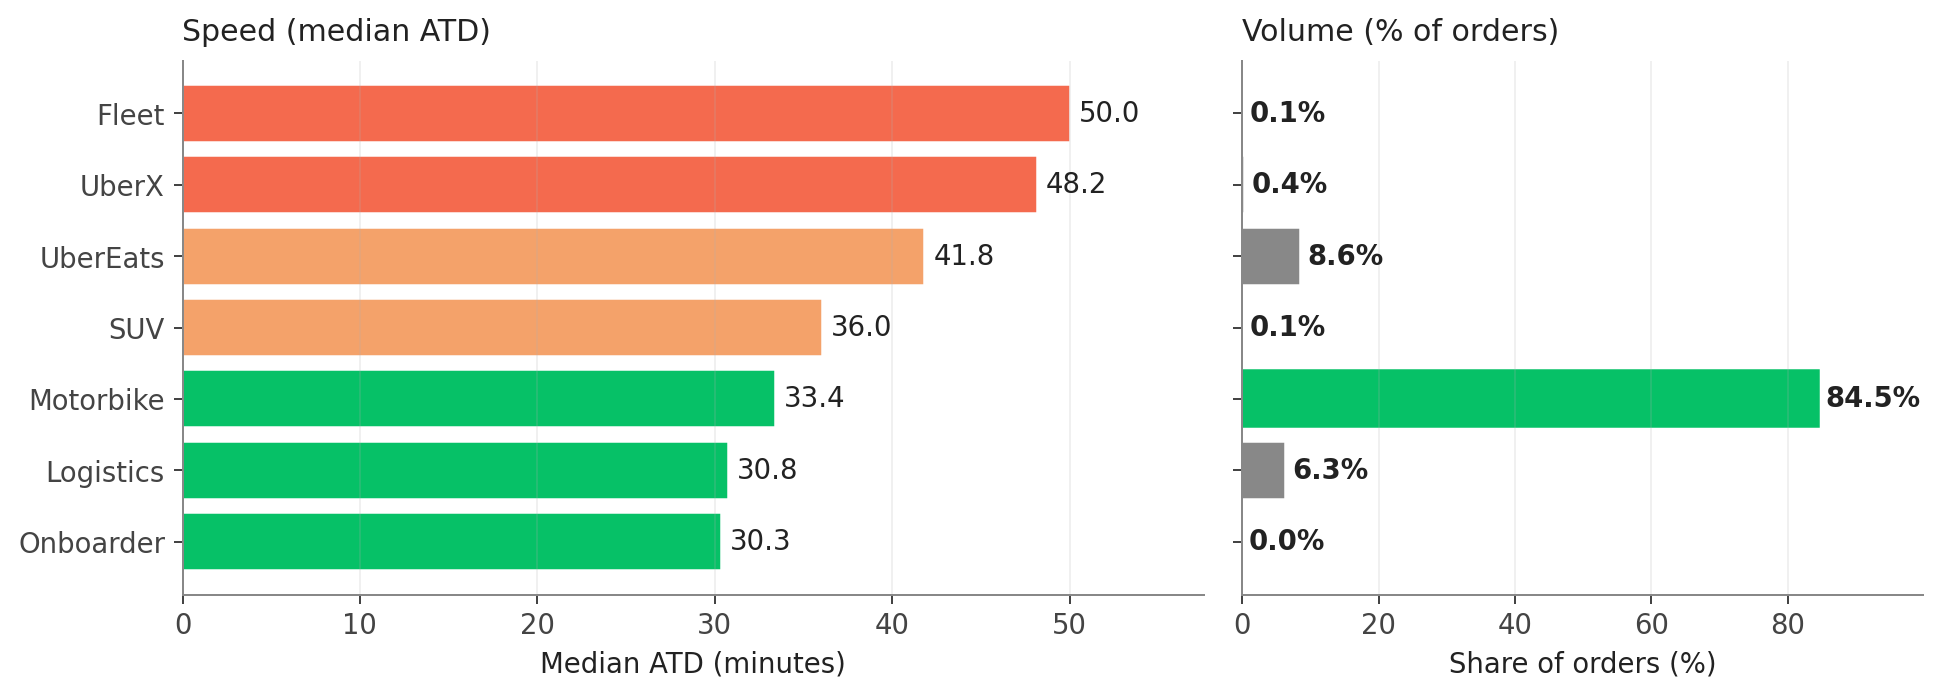 Speed (median ATD)
Volume (% of orders)
Fleet 50.0 0.1%
UberX 48.2 0.4%
UberEats 41.8 8.6%
SUV 36.0 0.1%
Motorbike 33.4 84.5%
Logistics 30.8 6.3%
Onboarder 30.3 0.0%
0 10 20 30 40 50
0 20 40 60 80
Median ATD (minutes)
Share of orders (%)